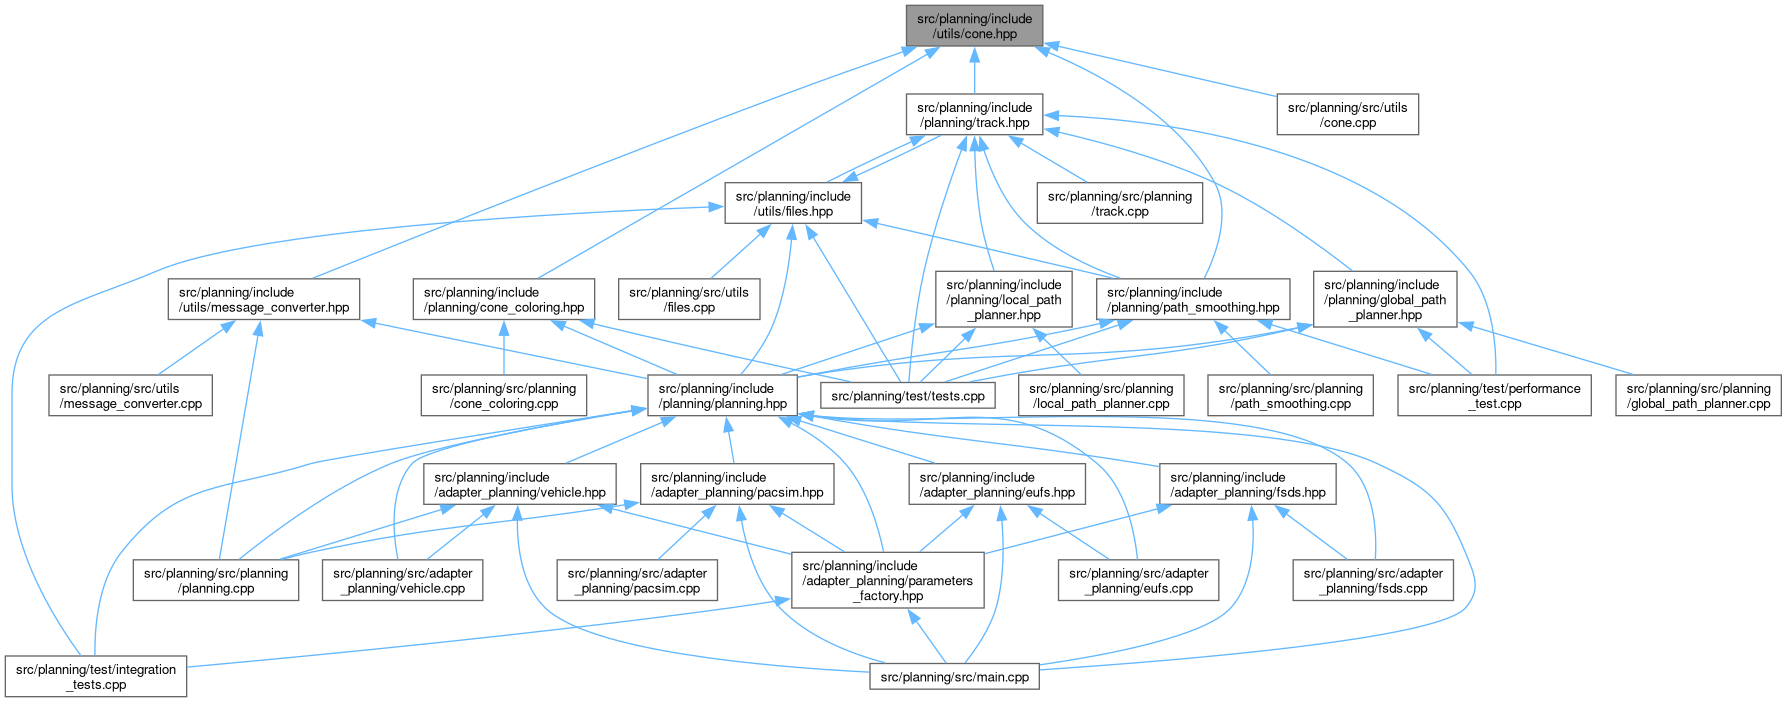 src/planning/include
/utils/cone.hpp
src/planning/include
/planning/track.hpp
src/planning/src/utils
/cone.cpp
src/planning/include
/utils/files.hpp
src/planning/src/planning
/track.cpp
src/planning/include
/utils/message_converter.hpp
src/planning/include
/planning/cone_coloring.hpp
src/planning/src/utils
/files.cpp
src/planning/include
/planning/local_path
_planner.hpp
src/planning/include
/planning/path_smoothing.hpp
src/planning/include
/planning/global_path
_planner.hpp
src/planning/src/utils
/message_converter.cpp
src/planning/src/planning
/cone_coloring.cpp
src/planning/include
/planning/planning.hpp
src/planning/test/tests.cpp
src/planning/src/planning
/local_path_planner.cpp
src/planning/src/planning
/path_smoothing.cpp
src/planning/test/performance
_test.cpp
src/planning/src/planning
/global_path_planner.cpp
src/planning/include
/adapter_planning/vehicle.hpp
src/planning/include
/adapter_planning/pacsim.hpp
src/planning/include
/adapter_planning/eufs.hpp
src/planning/include
/adapter_planning/fsds.hpp
src/planning/src/planning
/planning.cpp
src/planning/src/adapter
_planning/vehicle.cpp
src/planning/src/adapter
_planning/pacsim.cpp
src/planning/include
/adapter_planning/parameters
_factory.hpp
src/planning/src/adapter
_planning/eufs.cpp
src/planning/src/adapter
_planning/fsds.cpp
src/planning/test/integration
_tests.cpp
src/planning/src/main.cpp